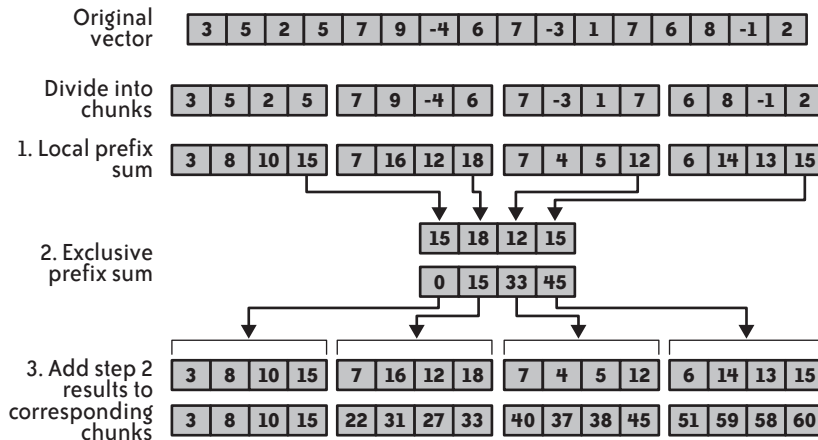 Original
vector
3 5 2 5 7 9 -4 6 7 -3 1 7 6 8 -1 2
Divide into
chunks
3 5 2 5 7 9 -4 6 7 -3 1 7 6 8 -1 2
1. Local prefix
sum
3 8 10 15 7 16 12 18 7 4 5 12 6 14 13 15
15 18 12 15
2. Exclusive
prefix sum
0 15 33 45
3. Add step 2
results to
corresponding
chunks
3 8 10 15 7 16 12 18 7 4 5 12 6 14 13 15
3 8 10 15 22 31 27 33 40 37 38 45 51 59 58 60